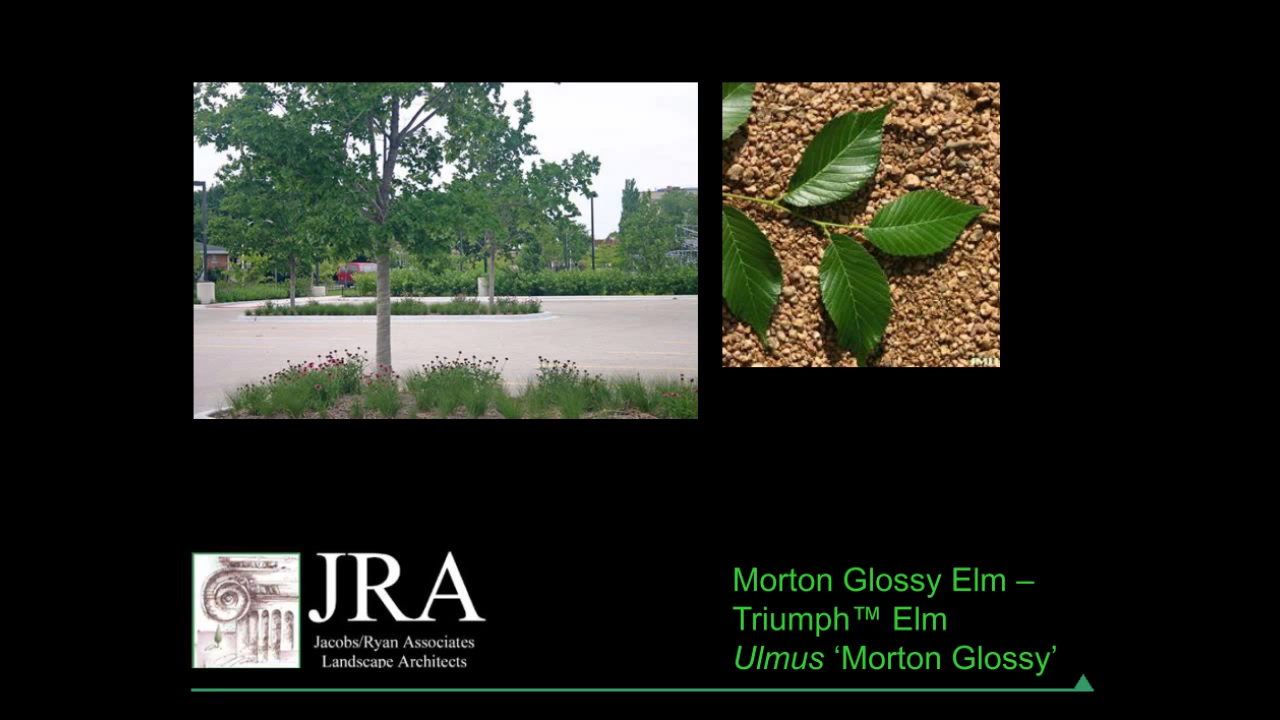 JRA
Jacobs/Ryan Associates
Landscape Architects
Morton Glossy Elm –
Triumph™ Elm
Ulmus ‘Morton Glossy’